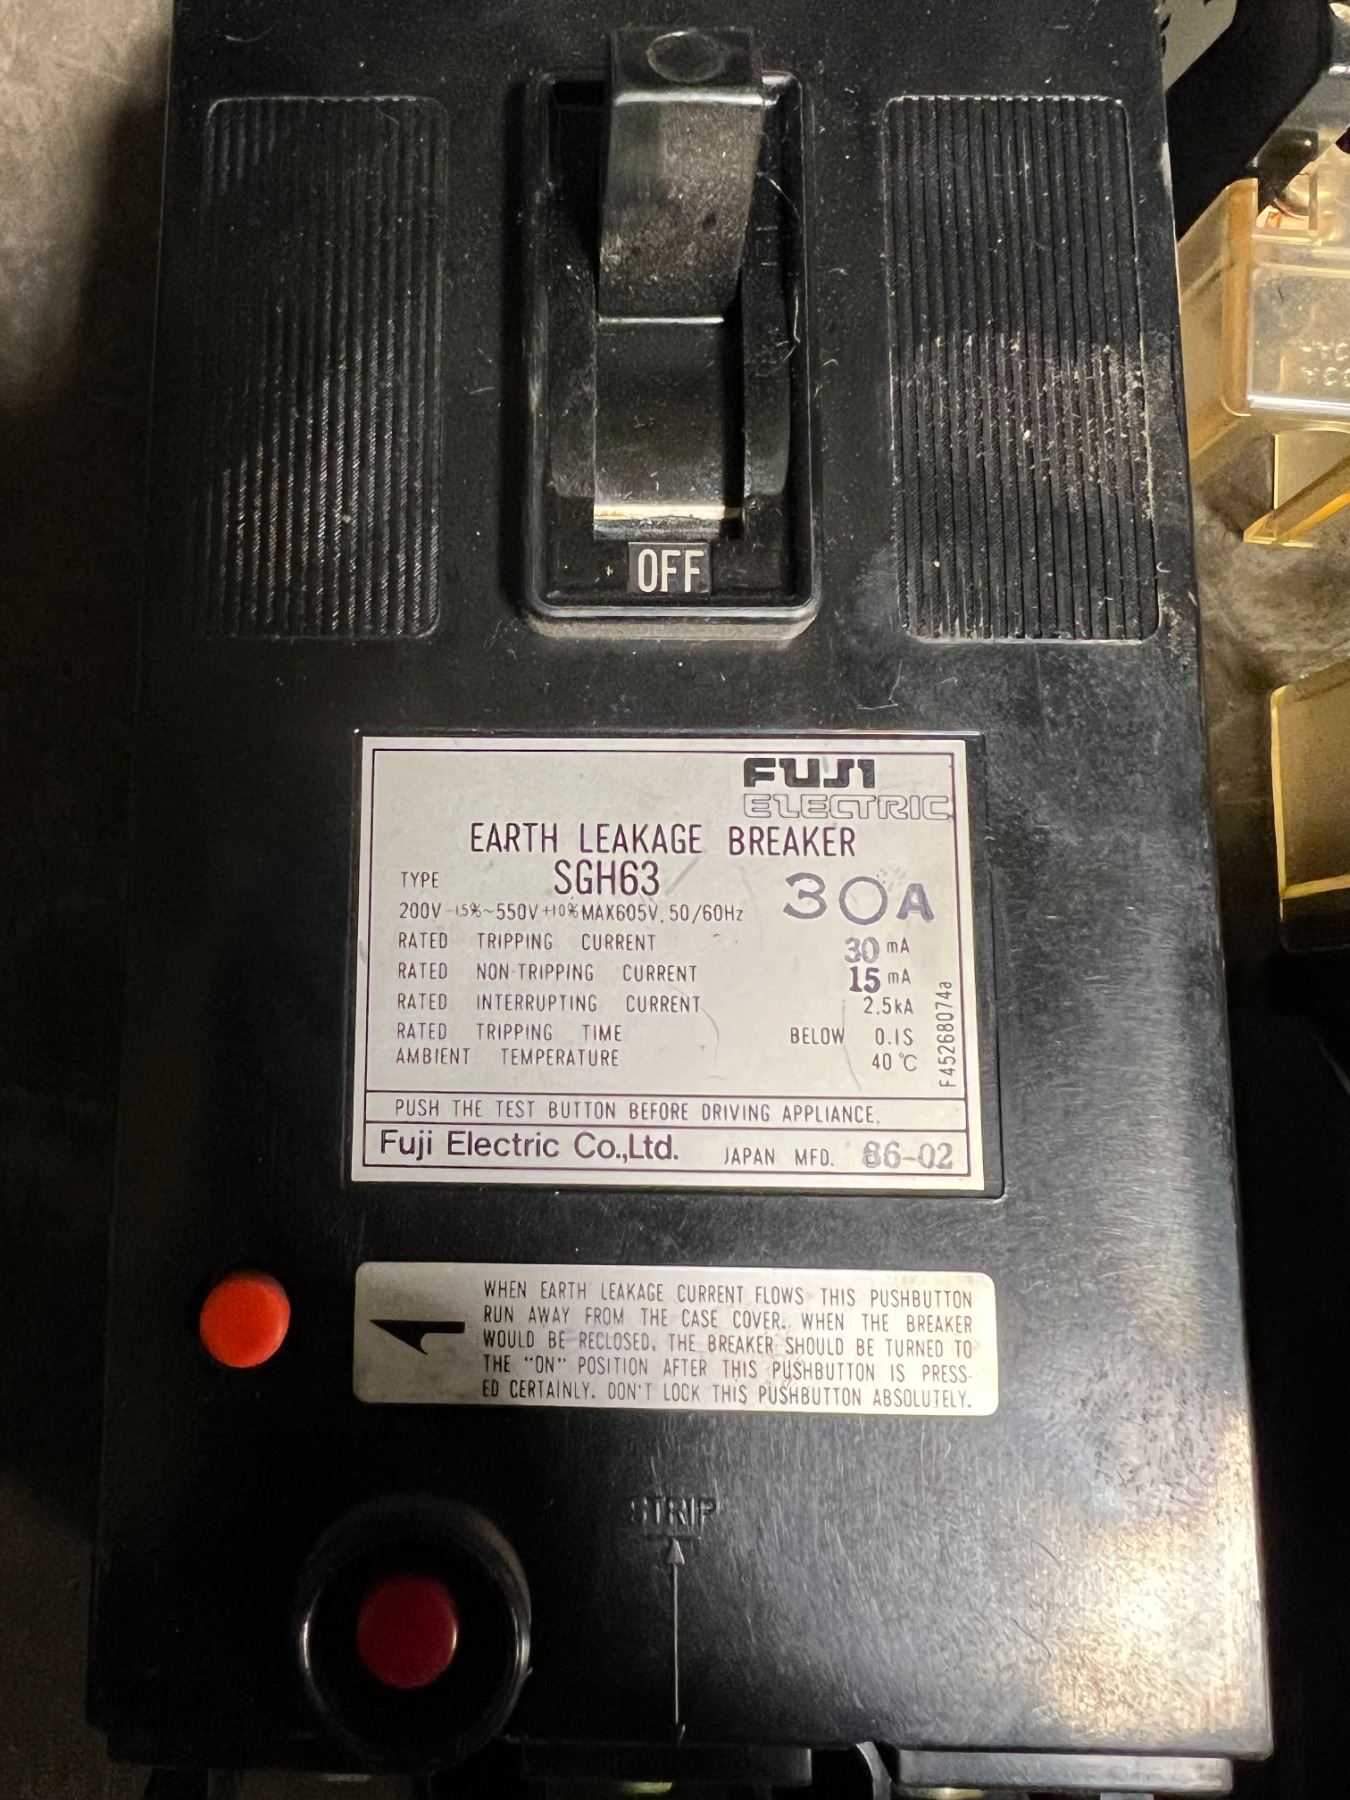 OFF
FUJI
ELECTRIC
EARTH LEAKAGE BREAKER
TYPE SGH63 30A
200V -15%~550V +10% MAX605V. 50/60Hz
RATED TRIPPING CURRENT 30 mA
RATED NON-TRIPPING CURRENT 15 mA
RATED INTERRUPTING CURRENT 2.5kA
RATED TRIPPING TIME BELOW 0.1S
AMBIENT TEMPERATURE 40 °C
F45268074a
PUSH THE TEST BUTTON BEFORE DRIVING APPLIANCE.
Fuji Electric Co.,Ltd. JAPAN MFD. 86-02
WHEN EARTH LEAKAGE CURRENT FLOWS THIS PUSHBUTTON
RUN AWAY FROM THE CASE COVER. WHEN THE BREAKER
WOULD BE RECLOSED, THE BREAKER SHOULD BE TURNED TO
THE "ON" POSITION AFTER THIS PUSHBUTTON IS PRESS-
ED CERTAINLY. DON'T LOCK THIS PUSHBUTTON ABSOLUTELY.
STRIP